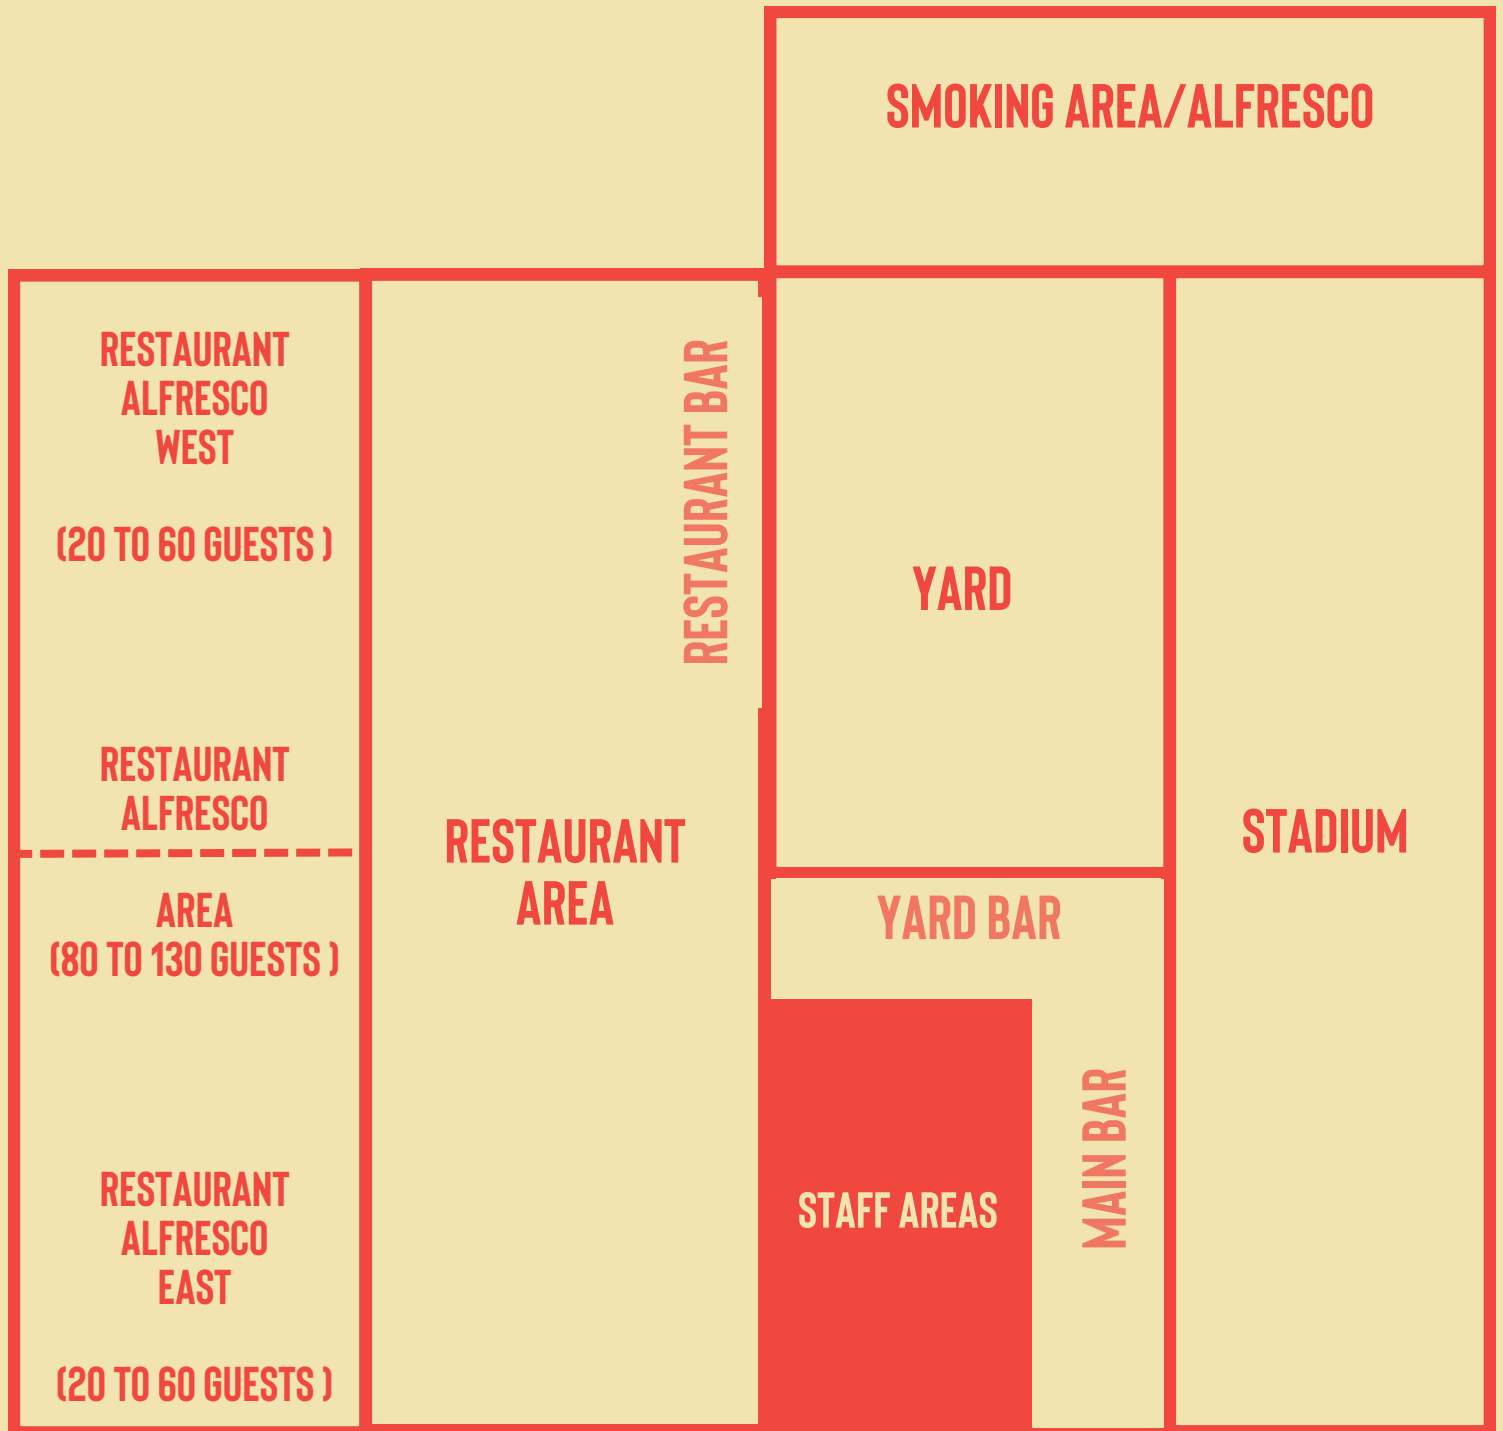 SMOKING AREA/ALFRESCO
RESTAURANT
ALFRESCO
WEST
(20 TO 60 GUESTS )
RESTAURANT
ALFRESCO
AREA
(80 TO 130 GUESTS )
RESTAURANT
ALFRESCO
EAST
(20 TO 60 GUESTS )
RESTAURANT BAR
RESTAURANT
AREA
YARD
YARD BAR
STAFF AREAS
MAIN BAR
STADIUM